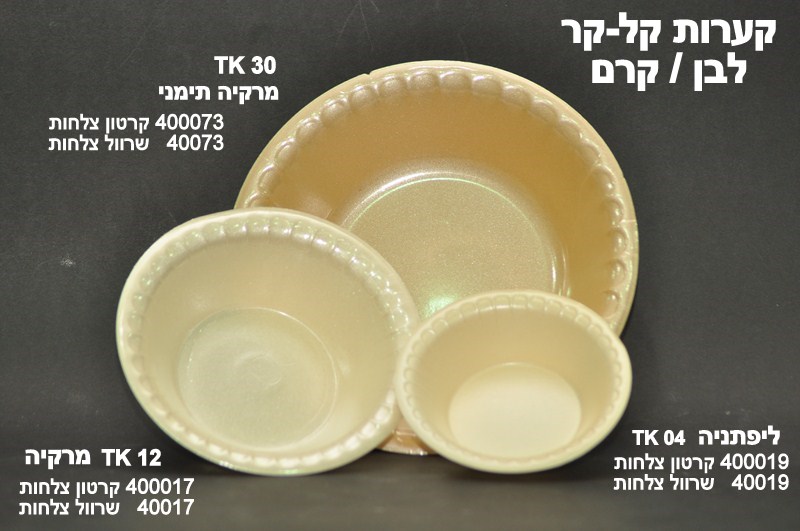 קערות קל-קר
לבן / קרם
TK 30
מרקיה תימני
400073 קרטון צלחות
40073 שרוול צלחות
TK 12 מרקיה
400017 קרטון צלחות
40017 שרוול צלחות
ליפתניה TK 04
400019 קרטון צלחות
40019 שרוול צלחות